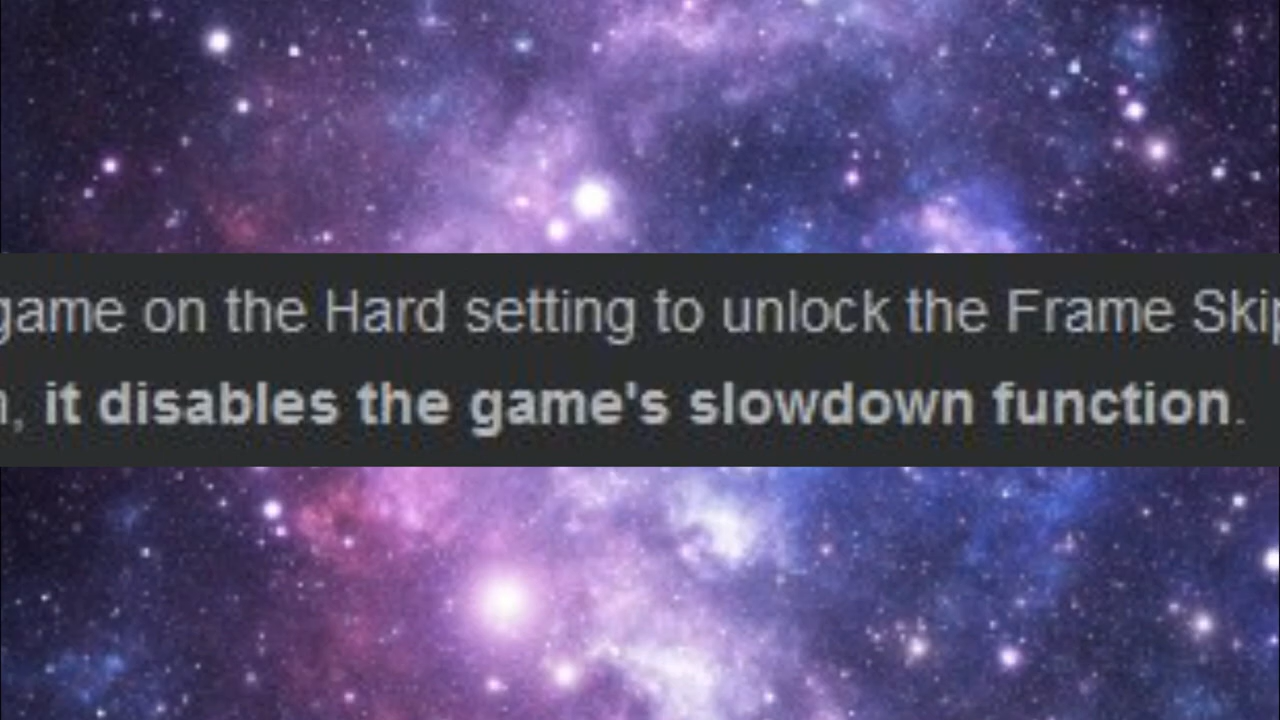 game on the Hard setting to unlock the Frame Skip
, it disables the game's slowdown function.